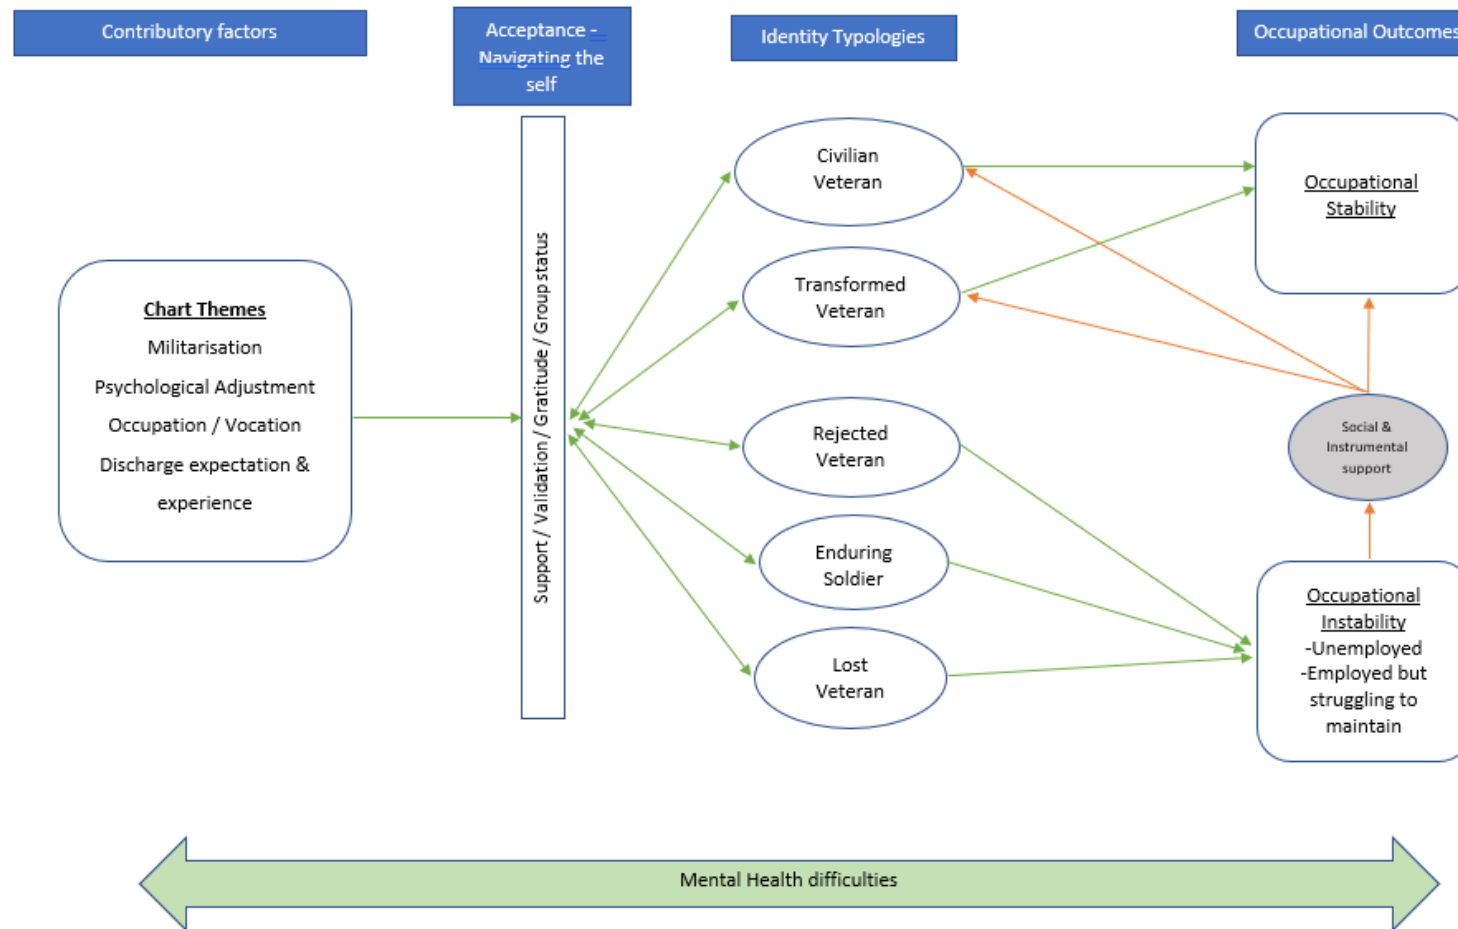 Contributory factors
Acceptance -
Navigating the
self
Identity Typologies
Occupational Outcomes
Chart Themes
Militarisation
Psychological Adjustment
Occupation / Vocation
Discharge expectation &
experience
Support / Validation / Gratitude / Group status
Civilian
Veteran
Transformed
Veteran
Rejected
Veteran
Enduring
Soldier
Lost
Veteran
Occupational
Stability
Social &
Instrumental
support
Occupational
Instability
-Unemployed
-Employed but
struggling to
maintain
Mental Health difficulties